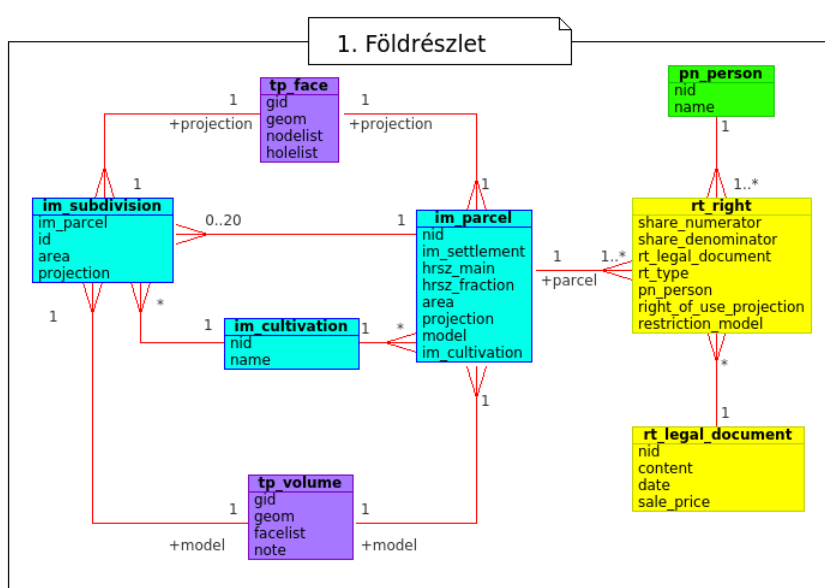 1. Földrészlet
tp_face
gid
geom
nodelist
holelist
1
+projection
1
+projection
pn_person
nid
name
1
1..*
im_subdivision
im_parcel
id
area
projection
1
0..20
1
1
im_parcel
nid
im_settlement
hrsz_main
hrsz_fraction
area
projection
model
im_cultivation
1
+parcel
1..*
rt_right
share_numerator
share_denominator
rt_legal_document
rt_type
pn_person
right_of_use_projection
restriction_model
1
*
1
im_cultivation
nid
name
1
*
*
1
1
rt_legal_document
nid
content
date
sale_price
tp_volume
gid
geom
facelist
note
1
+model
1
+model